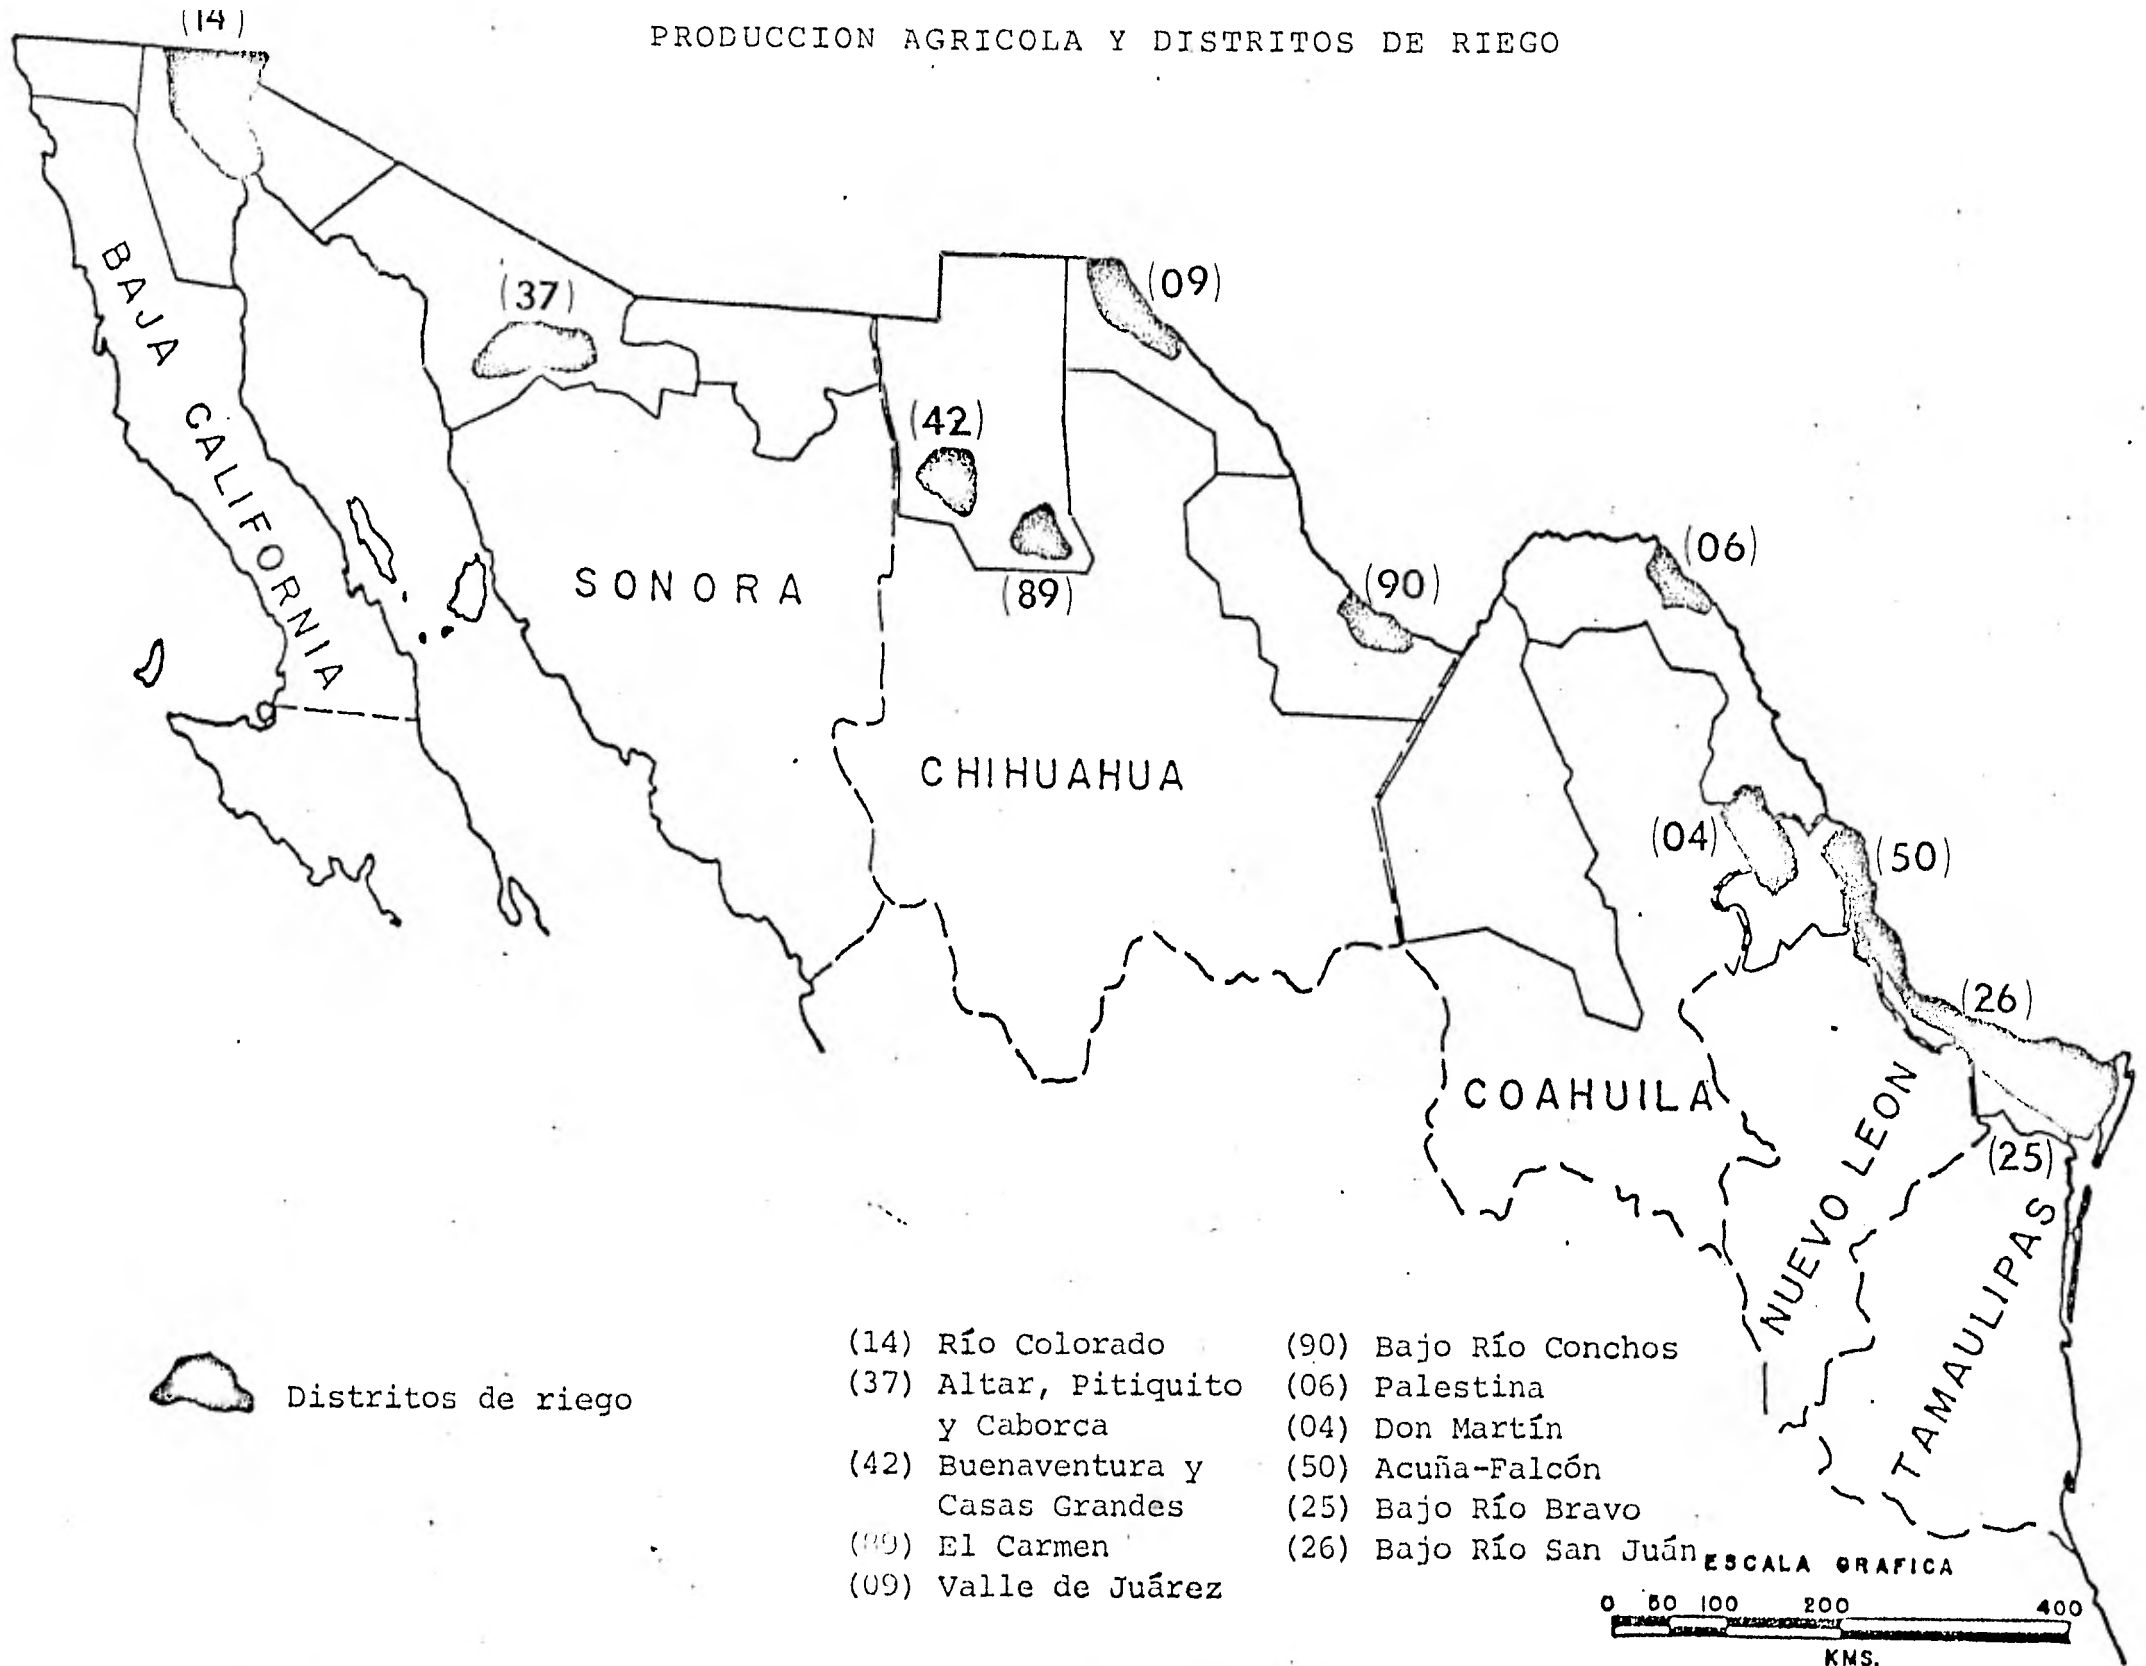 PRODUCCION AGRICOLA Y DISTRITOS DE RIEGO
(14)
(37)
(09)
(42)
(89)
(90)
(06)
(04)
(50)
(26)
(25)
BAJA CALIFORNIA
SONORA
CHIHUAHUA
COAHUILA
NUEVO LEON
TAMAULIPAS
Distritos de riego
(14) Río Colorado
(37) Altar, Pitiquito
y Caborca
(42) Buenaventura y
Casas Grandes
(89) El Carmen
(09) Valle de Juárez
(90) Bajo Río Conchos
(06) Palestina
(04) Don Martín
(50) Acuña-Falcón
(25) Bajo Río Bravo
(26) Bajo Río San Juán
ESCALA GRAFICA
0 50 100 200 400
KMS.